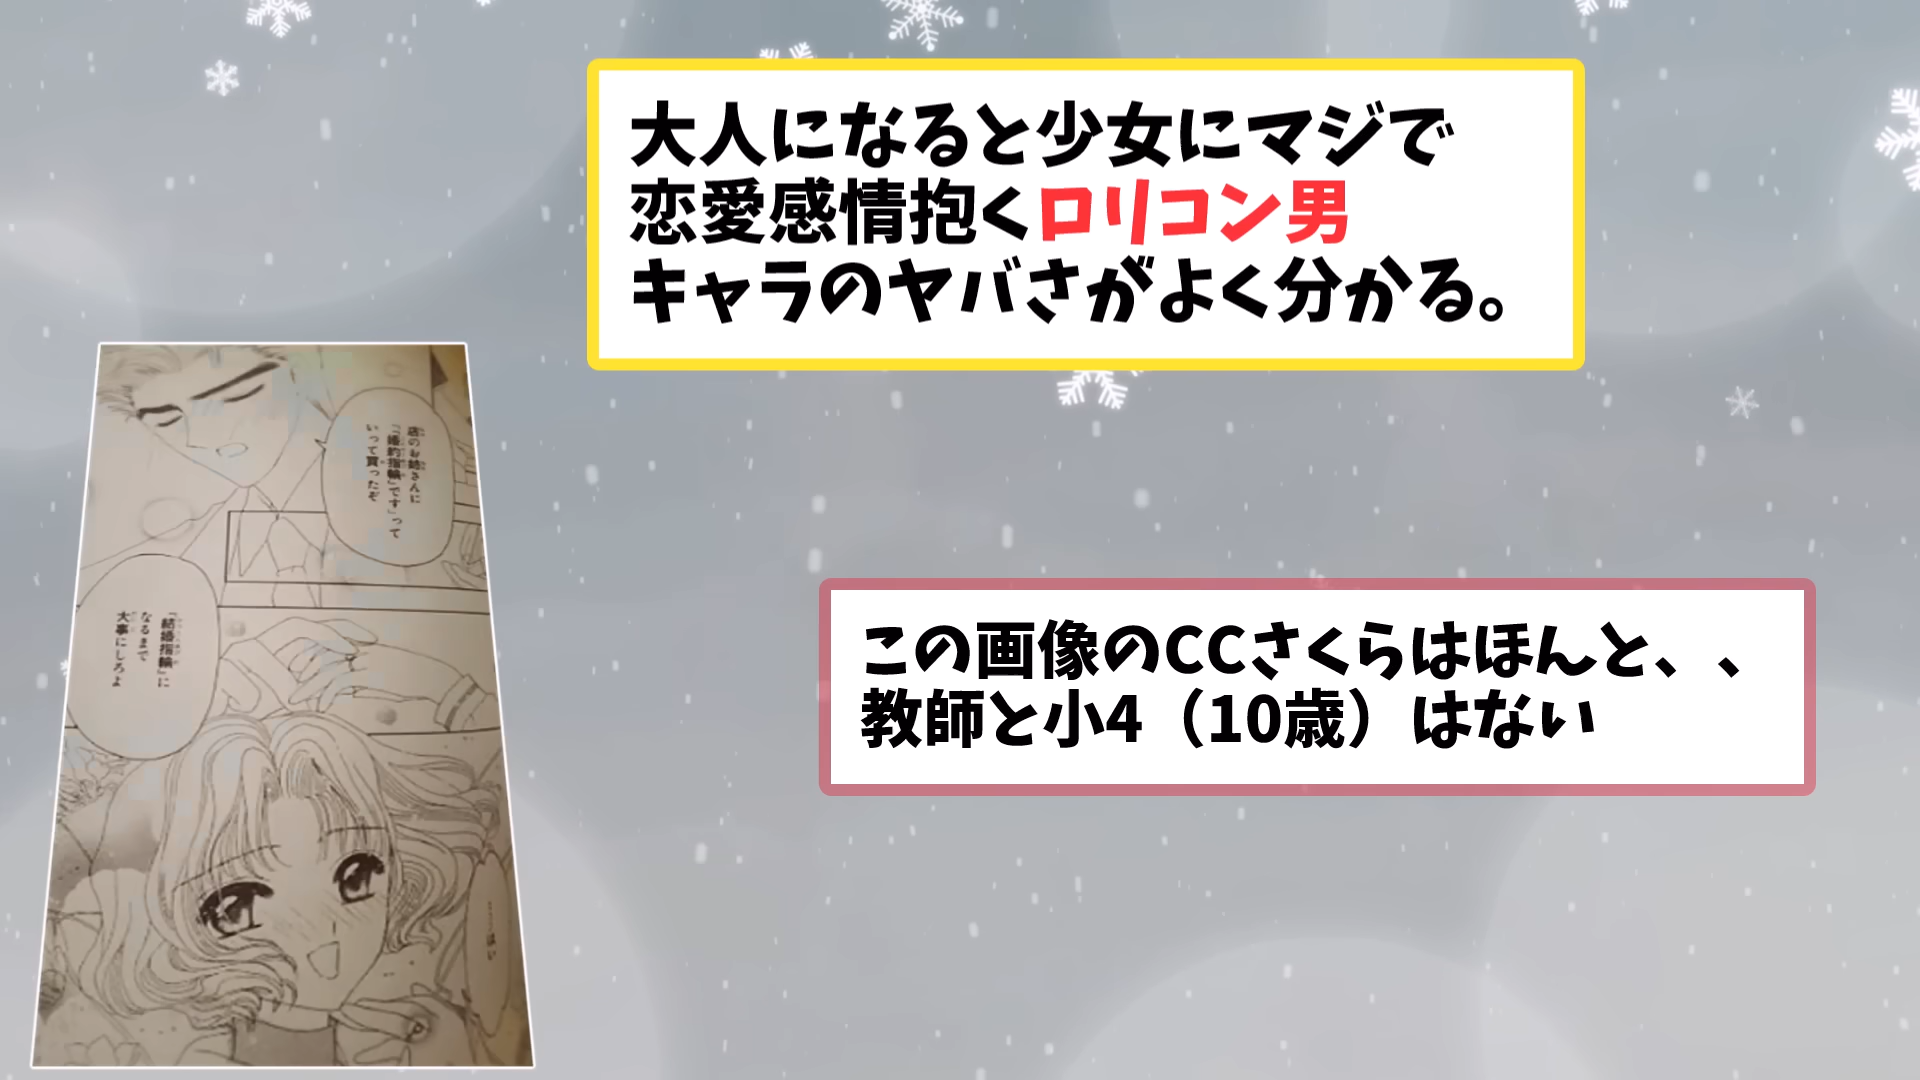 大人になると少女にマジで
恋愛感情抱くロリコン男
キャラのヤバさがよく分かる。
店のお姉さんに
「婚約指輪」です」って
いって買ったぞ
「結婚指輪」に
なるまで
大事にしろよ
……はい
この画像のCCさくらはほんと、、
教師と小4（10歳）はない